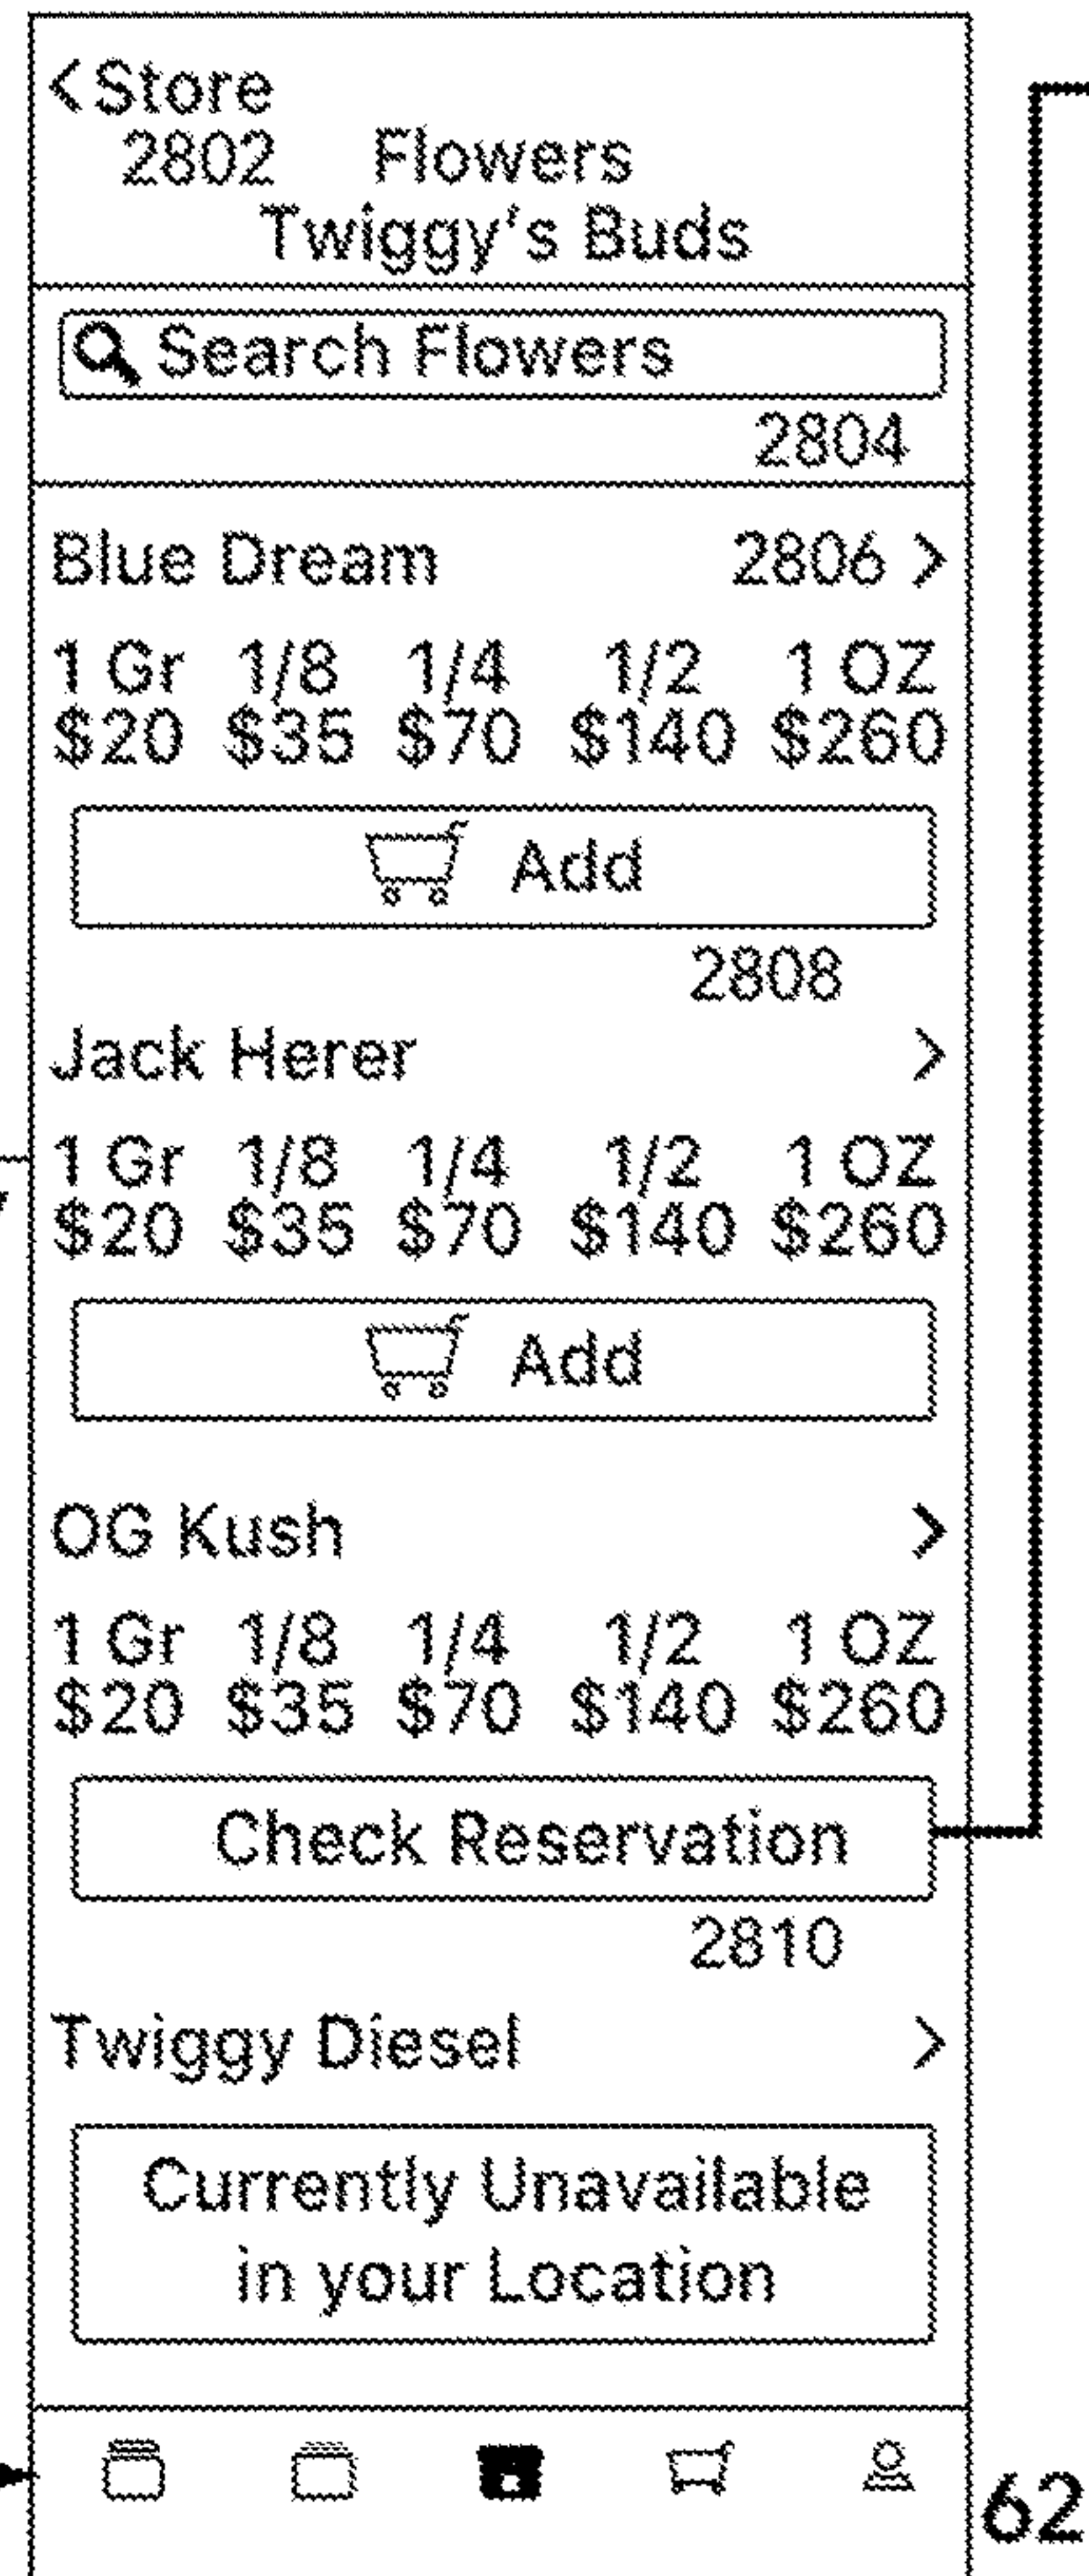 <Store
2802 Flowers
Twiggy's Buds
Search Flowers
2804
Blue Dream 2806 >
1 Gr 1/8 1/4 1/2 1 OZ
$20 $35 $70 $140 $260
Add
2808
Jack Herer >
1 Gr 1/8 1/4 1/2 1 OZ
$20 $35 $70 $140 $260
Add
OG Kush >
1 Gr 1/8 1/4 1/2 1 OZ
$20 $35 $70 $140 $260
Check Reservation
2810
Twiggy Diesel >
Currently Unavailable
in your Location
62